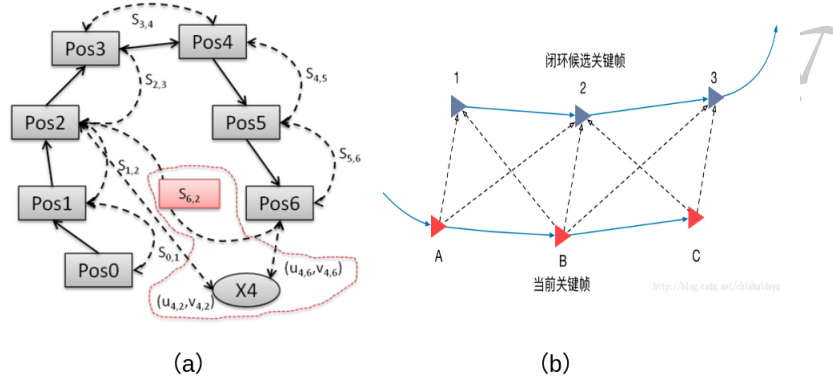 S3,4
Pos3
Pos4
S2,3
S4,5
Pos2
Pos5
S1,2
S5,6
S6,2
Pos1
Pos6
S0,1
Pos0
(u4,6,v4,6)
X4
(u4,2,v4,2)
(a)
闭环候选关键帧
1
2
3
A
B
C
当前关键帧
(b)